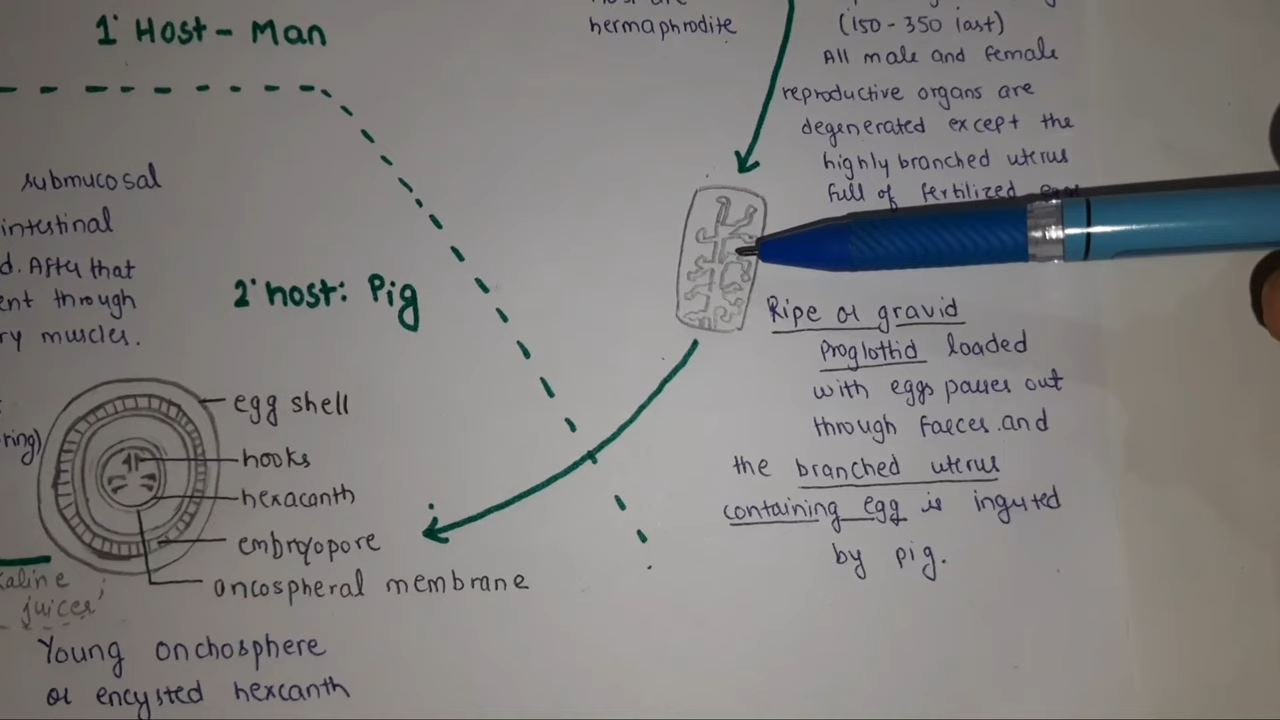 1° Host - Man
hermaphrodite
(150 - 350 last)
All male and female
reproductive organs are
degenerated except the
highly branched uterus
full of fertilized
submucosal
intestinal
d. After that
ent through
ry muscles.
2° host: Pig
Ripe or gravid
proglottid loaded
with eggs passes out
through faeces and
the branched uterus
containing egg is ingested
by pig.
ring)
egg shell
hooks
hexacanth
embryopore
oncospheral membrane
kaline
juices
Young onchosphere
or encysted hexcanth